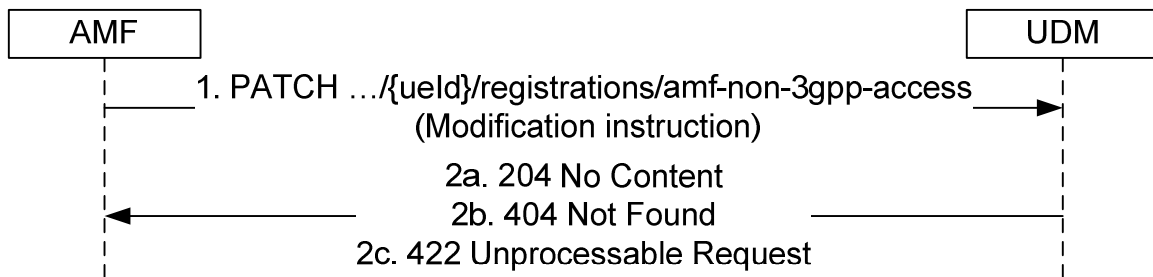 AMF
UDM
1. PATCH …/{ueId}/registrations/amf-non-3gpp-access
(Modification instruction)
2a. 204 No Content
2b. 404 Not Found
2c. 422 Unprocessable Request